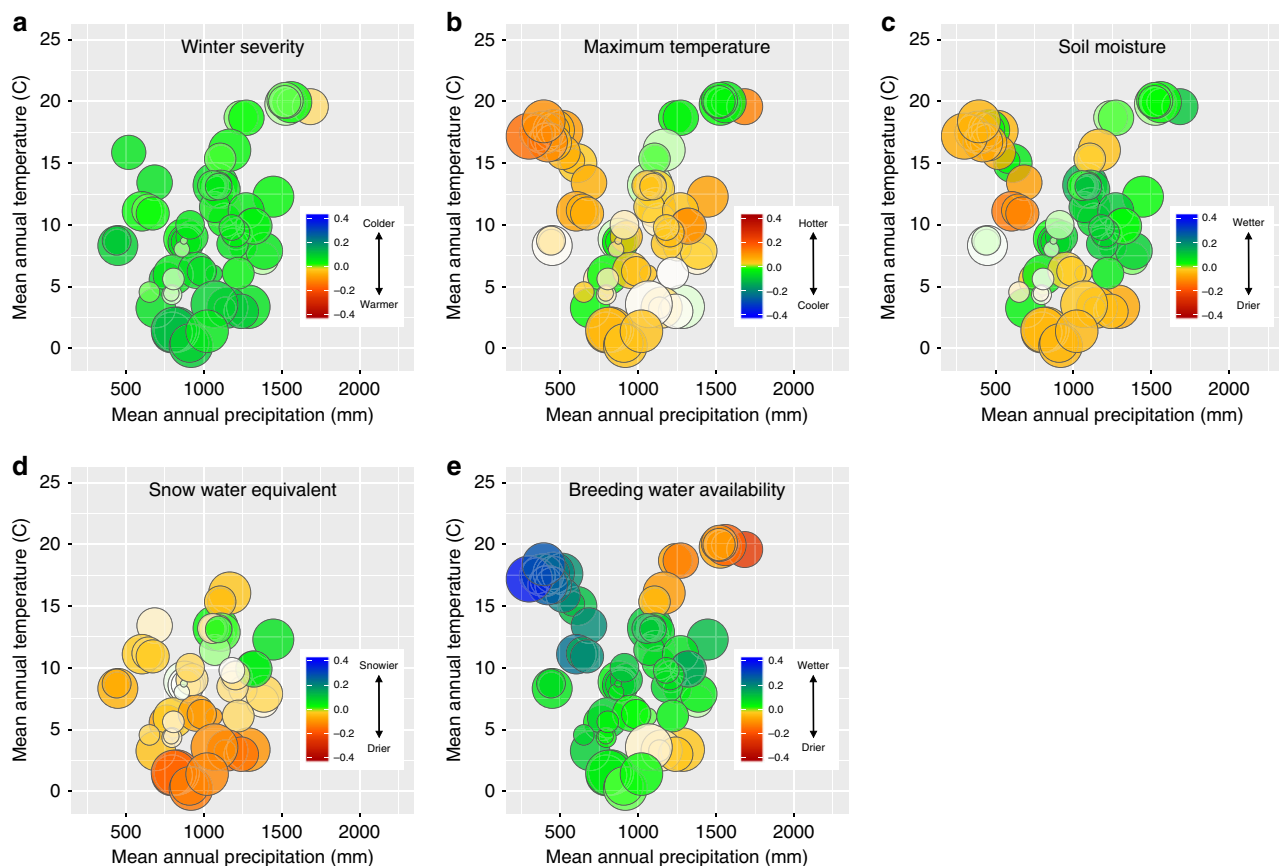 a
Winter severity
Mean annual temperature (C)
25
20
15
10
5
0
500 1000 1500 2000
Mean annual precipitation (mm)
0.4
0.2
0.0
−0.2
−0.4
Colder
Warmer
b
Maximum temperature
Mean annual temperature (C)
25
20
15
10
5
0
500 1000 1500 2000
Mean annual precipitation (mm)
0.4
0.2
0.0
−0.2
−0.4
Hotter
Cooler
c
Soil moisture
Mean annual temperature (C)
25
20
15
10
5
0
500 1000 1500 2000
Mean annual precipitation (mm)
0.4
0.2
0.0
−0.2
−0.4
Wetter
Drier
d
Snow water equivalent
Mean annual temperature (C)
25
20
15
10
5
0
500 1000 1500 2000
Mean annual precipitation (mm)
0.4
0.2
0.0
−0.2
−0.4
Snowier
Drier
e
Breeding water availability
Mean annual temperature (C)
25
20
15
10
5
0
500 1000 1500 2000
Mean annual precipitation (mm)
0.4
0.2
0.0
−0.2
−0.4
Wetter
Drier